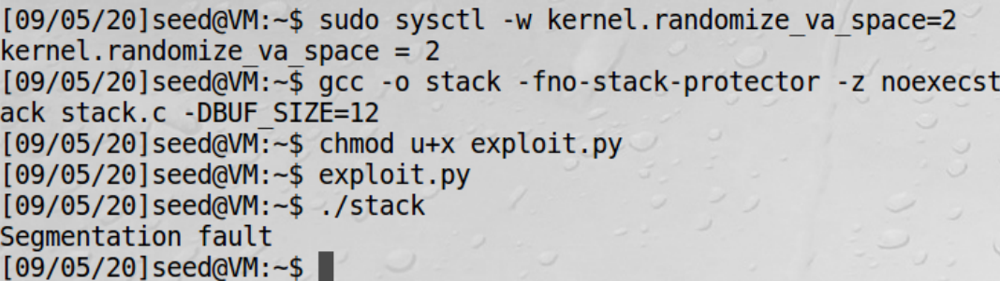 [09/05/20]seed@VM:~$ sudo sysctl -w kernel.randomize_va_space=2
kernel.randomize_va_space = 2
[09/05/20]seed@VM:~$ gcc -o stack -fno-stack-protector -z noexecst
ack stack.c -DBUF_SIZE=12
[09/05/20]seed@VM:~$ chmod u+x exploit.py
[09/05/20]seed@VM:~$ exploit.py
[09/05/20]seed@VM:~$ ./stack
Segmentation fault
[09/05/20]seed@VM:~$